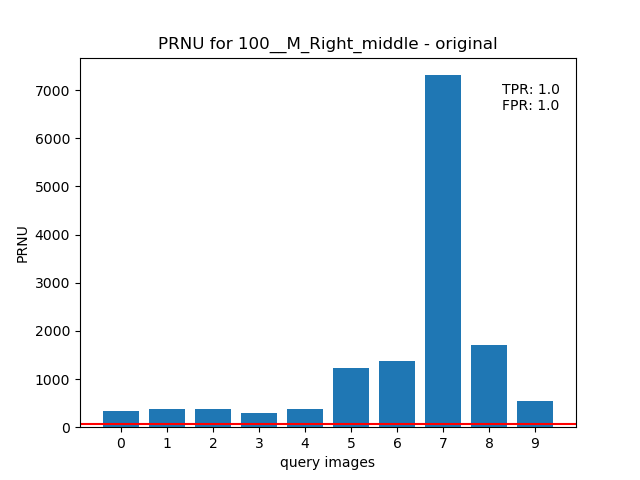 PRNU for 100__M_Right_middle - original
TPR: 1.0
FPR: 1.0
7000
6000
5000
4000
3000
2000
1000
0
PRNU
0 1 2 3 4 5 6 7 8 9
query images